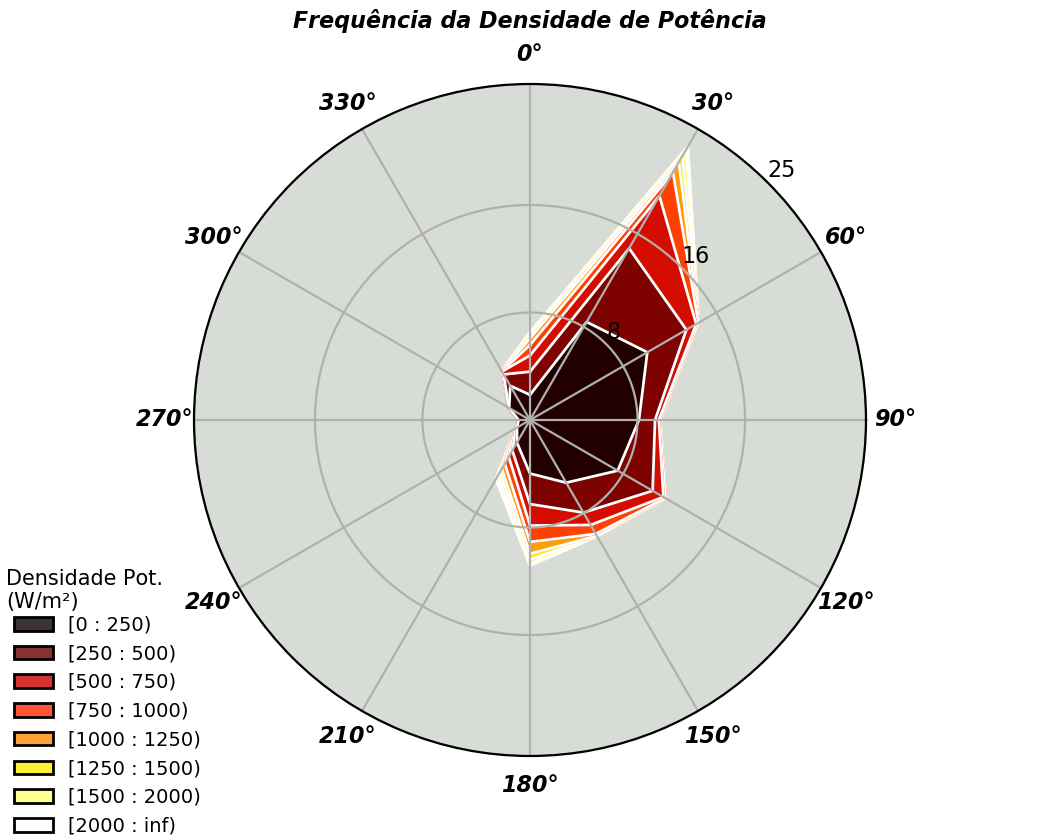 Frequência da Densidade de Potência
0°
330°
30°
25
300°
60°
16
8
270°
90°
240°
120°
210°
150°
180°
Densidade Pot.
(W/m²)
[0 : 250)
[250 : 500)
[500 : 750)
[750 : 1000)
[1000 : 1250)
[1250 : 1500)
[1500 : 2000)
[2000 : inf)